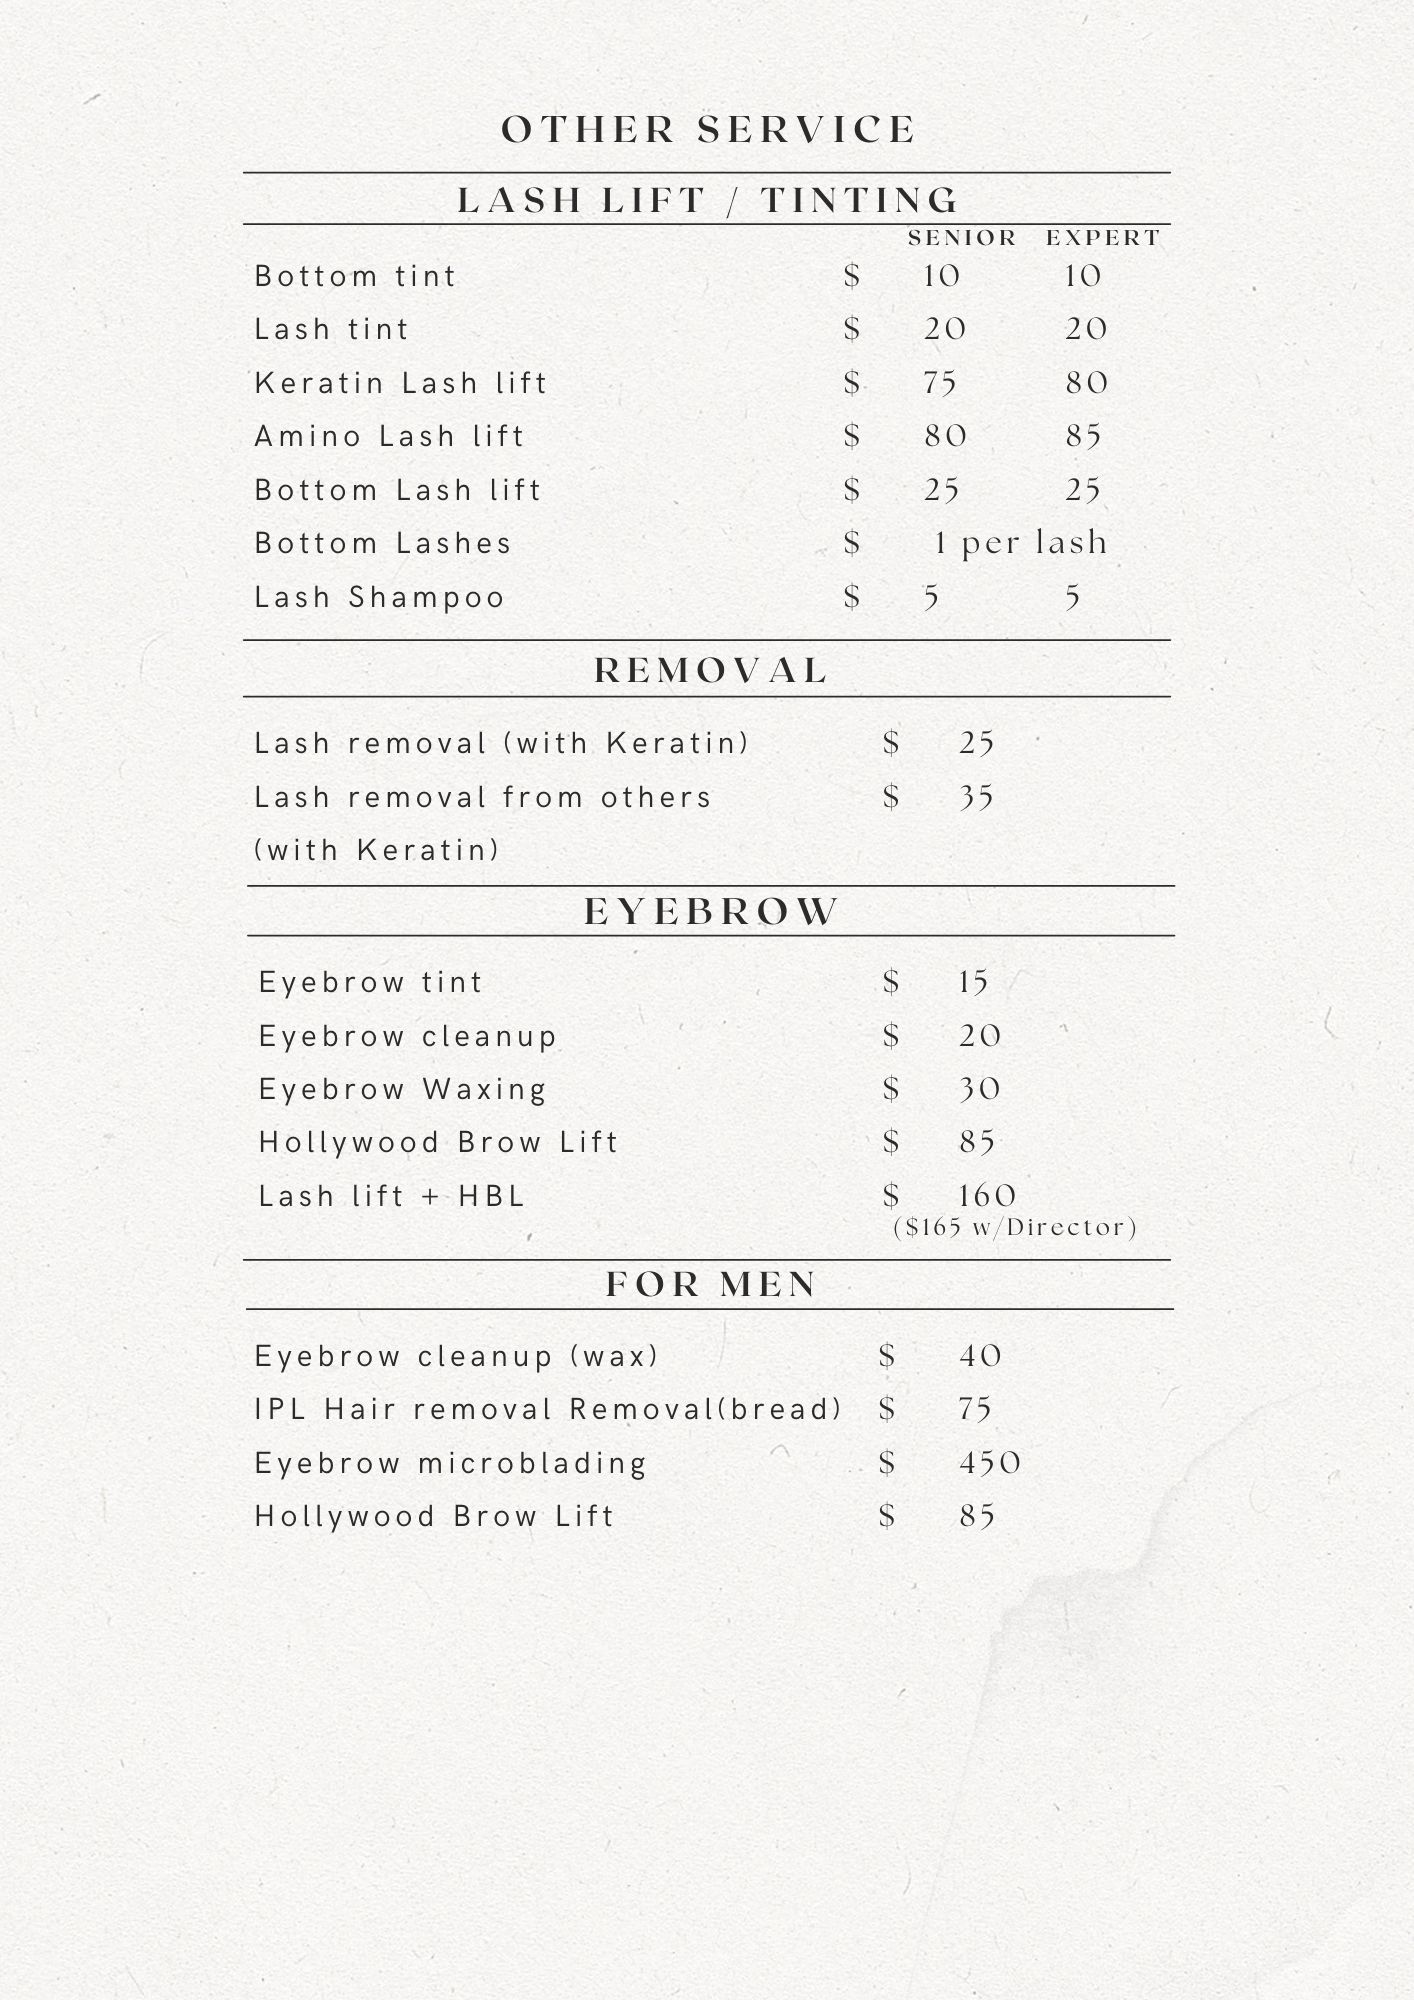 OTHER SERVICE
LASH LIFT / TINTING
SENIOR EXPERT
Bottom tint $ 10 10
Lash tint $ 20 20
Keratin Lash lift $ 75 80
Amino Lash lift $ 80 85
Bottom Lash lift $ 25 25
Bottom Lashes $ 1 per lash
Lash Shampoo $ 5 5
REMOVAL
Lash removal (with Keratin) $ 25
Lash removal from others $ 35
(with Keratin)
EYEBROW
Eyebrow tint $ 15
Eyebrow cleanup $ 20
Eyebrow Waxing $ 30
Hollywood Brow Lift $ 85
Lash lift + HBL $ 160
($165 w/Director)
FOR MEN
Eyebrow cleanup (wax) $ 40
IPL Hair removal Removal(bread) $ 75
Eyebrow microblading $ 450
Hollywood Brow Lift $ 85